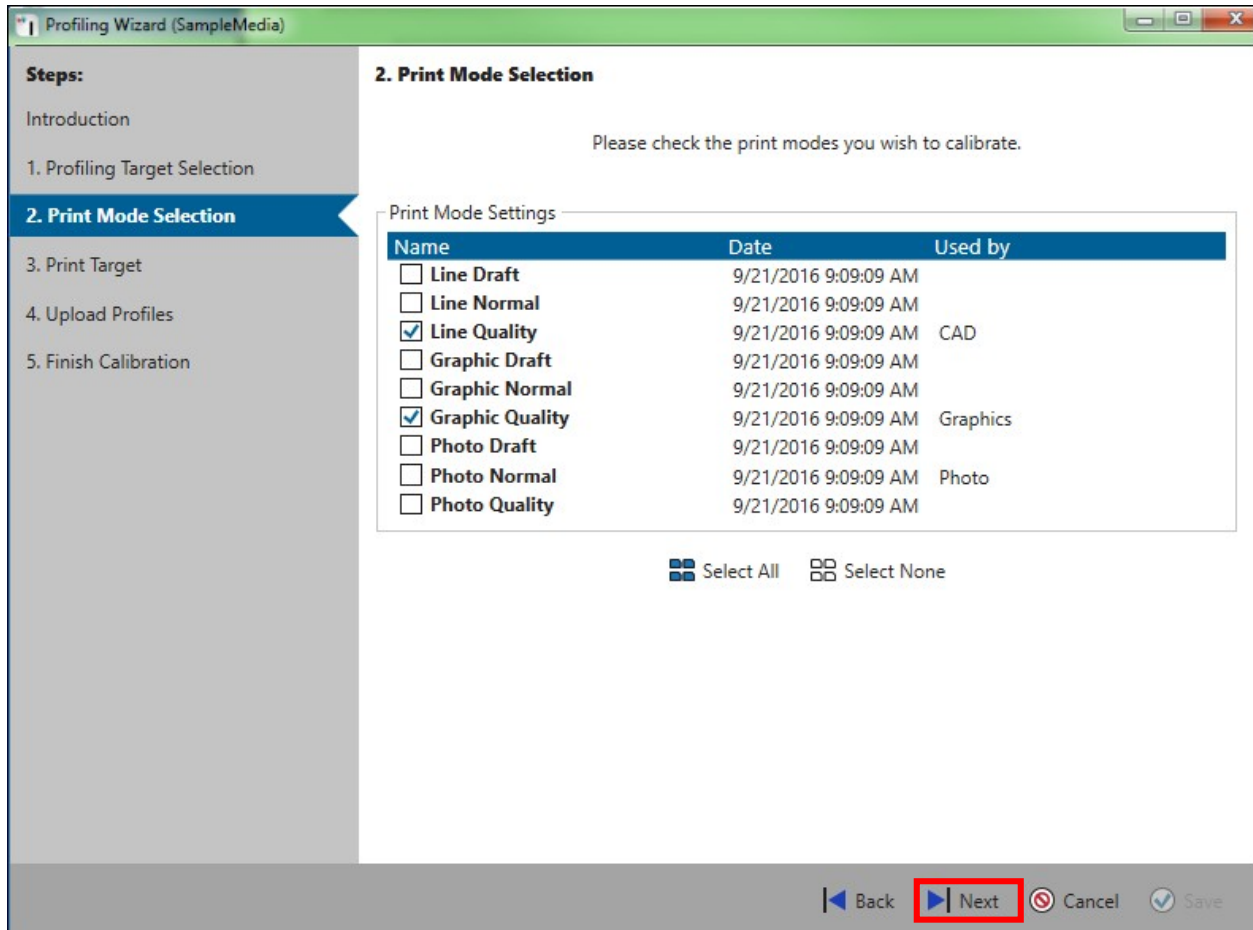 Profiling Wizard (SampleMedia)
Steps:
Introduction
1. Profiling Target Selection
2. Print Mode Selection
3. Print Target
4. Upload Profiles
5. Finish Calibration
2. Print Mode Selection
Please check the print modes you wish to calibrate.
Print Mode Settings
Name Date Used by
Line Draft 9/21/2016 9:09:09 AM
Line Normal 9/21/2016 9:09:09 AM
Line Quality 9/21/2016 9:09:09 AM CAD
Graphic Draft 9/21/2016 9:09:09 AM
Graphic Normal 9/21/2016 9:09:09 AM
Graphic Quality 9/21/2016 9:09:09 AM Graphics
Photo Draft 9/21/2016 9:09:09 AM
Photo Normal 9/21/2016 9:09:09 AM Photo
Photo Quality 9/21/2016 9:09:09 AM
Select All Select None
Back Next Cancel Save